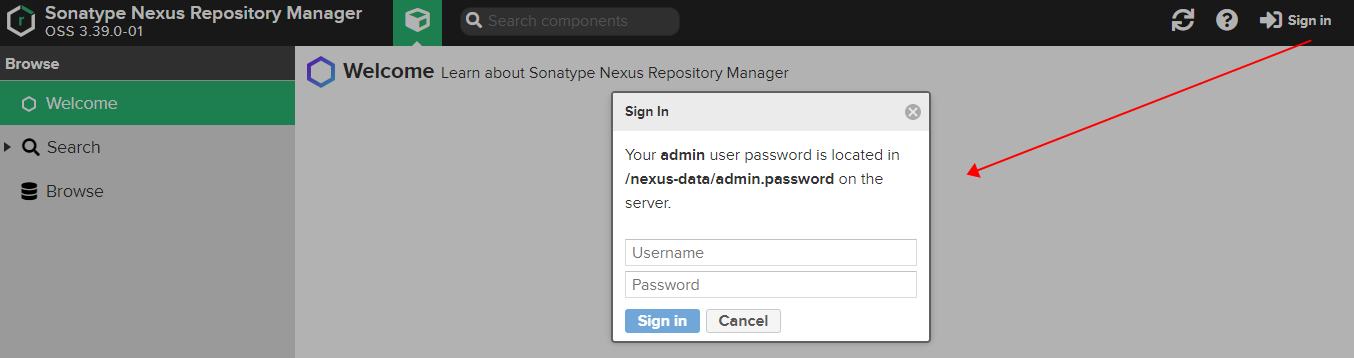 Sonatype Nexus Repository Manager
OSS 3.39.0-01
Search components
Sign in
Browse
Welcome
Search
Browse
Welcome Learn about Sonatype Nexus Repository Manager
Sign In
Your admin user password is located in
/nexus-data/admin.password on the
server.
Username
Password
Sign in Cancel